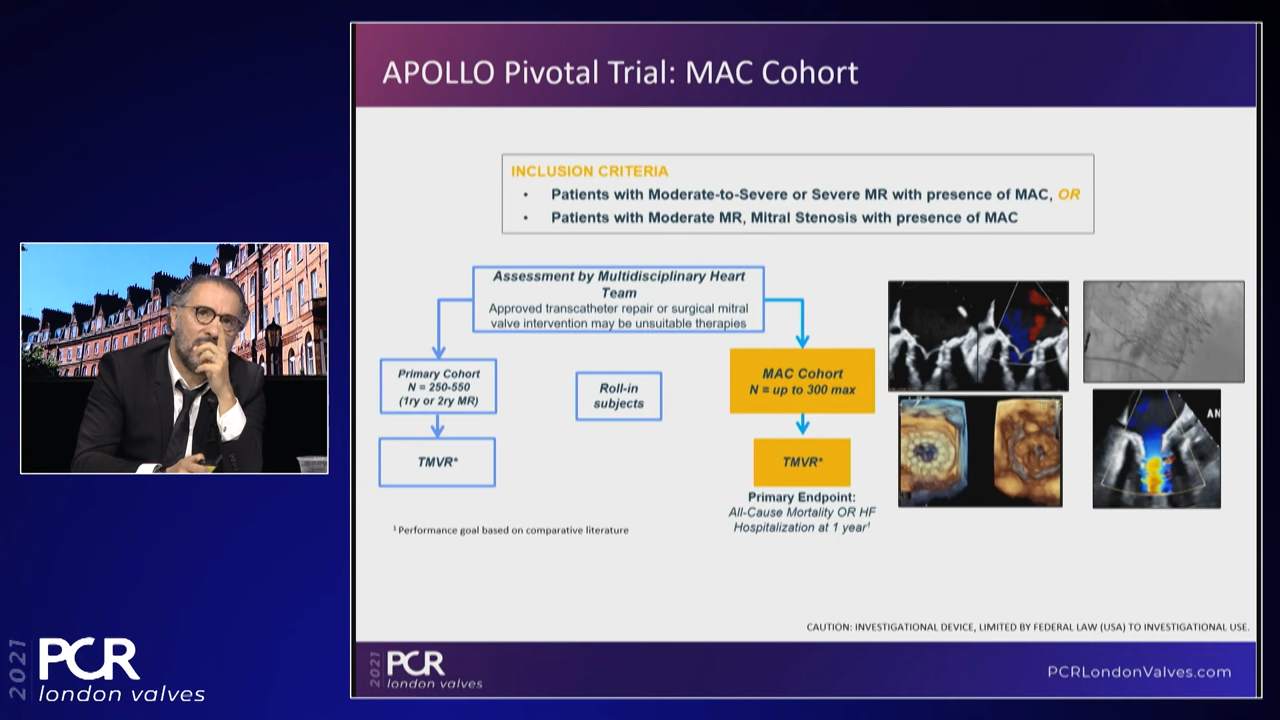 APOLLO Pivotal Trial: MAC Cohort
INCLUSION CRITERIA
• Patients with Moderate-to-Severe or Severe MR with presence of MAC, OR
• Patients with Moderate MR, Mitral Stenosis with presence of MAC
Assessment by Multidisciplinary Heart
Team
Approved transcatheter repair or surgical mitral
valve intervention may be unsuitable therapies
Primary Cohort
N = 250-550
(1ry or 2ry MR)
TMVR*
Roll-in
subjects
MAC Cohort
N = up to 300 max
TMVR*
Primary Endpoint:
All-Cause Mortality OR HF
Hospitalization at 1 year¹
¹ Performance goal based on comparative literature
AN
CAUTION: INVESTIGATIONAL DEVICE, LIMITED BY FEDERAL LAW (USA) TO INVESTIGATIONAL USE.
2021
PCR
london valves
PCRLondonValves.com
2021
PCR
london valves